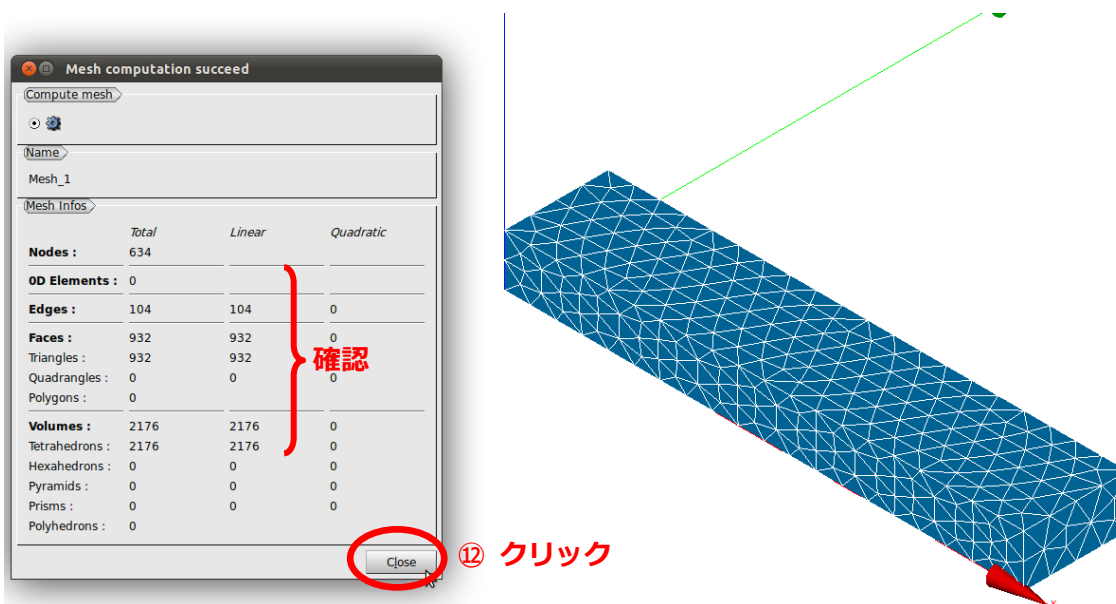 Mesh computation succeed
Compute mesh
Name
Mesh_1
Mesh Infos
Total Linear Quadratic
Nodes : 634
0D Elements : 0
Edges : 104 104 0
Faces : 932 932 0
Triangles : 932 932
確認
Quadrangles : 0 0 0
Polygons : 0
Volumes : 2176 2176 0
Tetrahedrons : 2176 2176 0
Hexahedrons : 0 0 0
Pyramids : 0 0 0
Prisms : 0 0 0
Polyhedrons : 0
Close
⑫ クリック
X